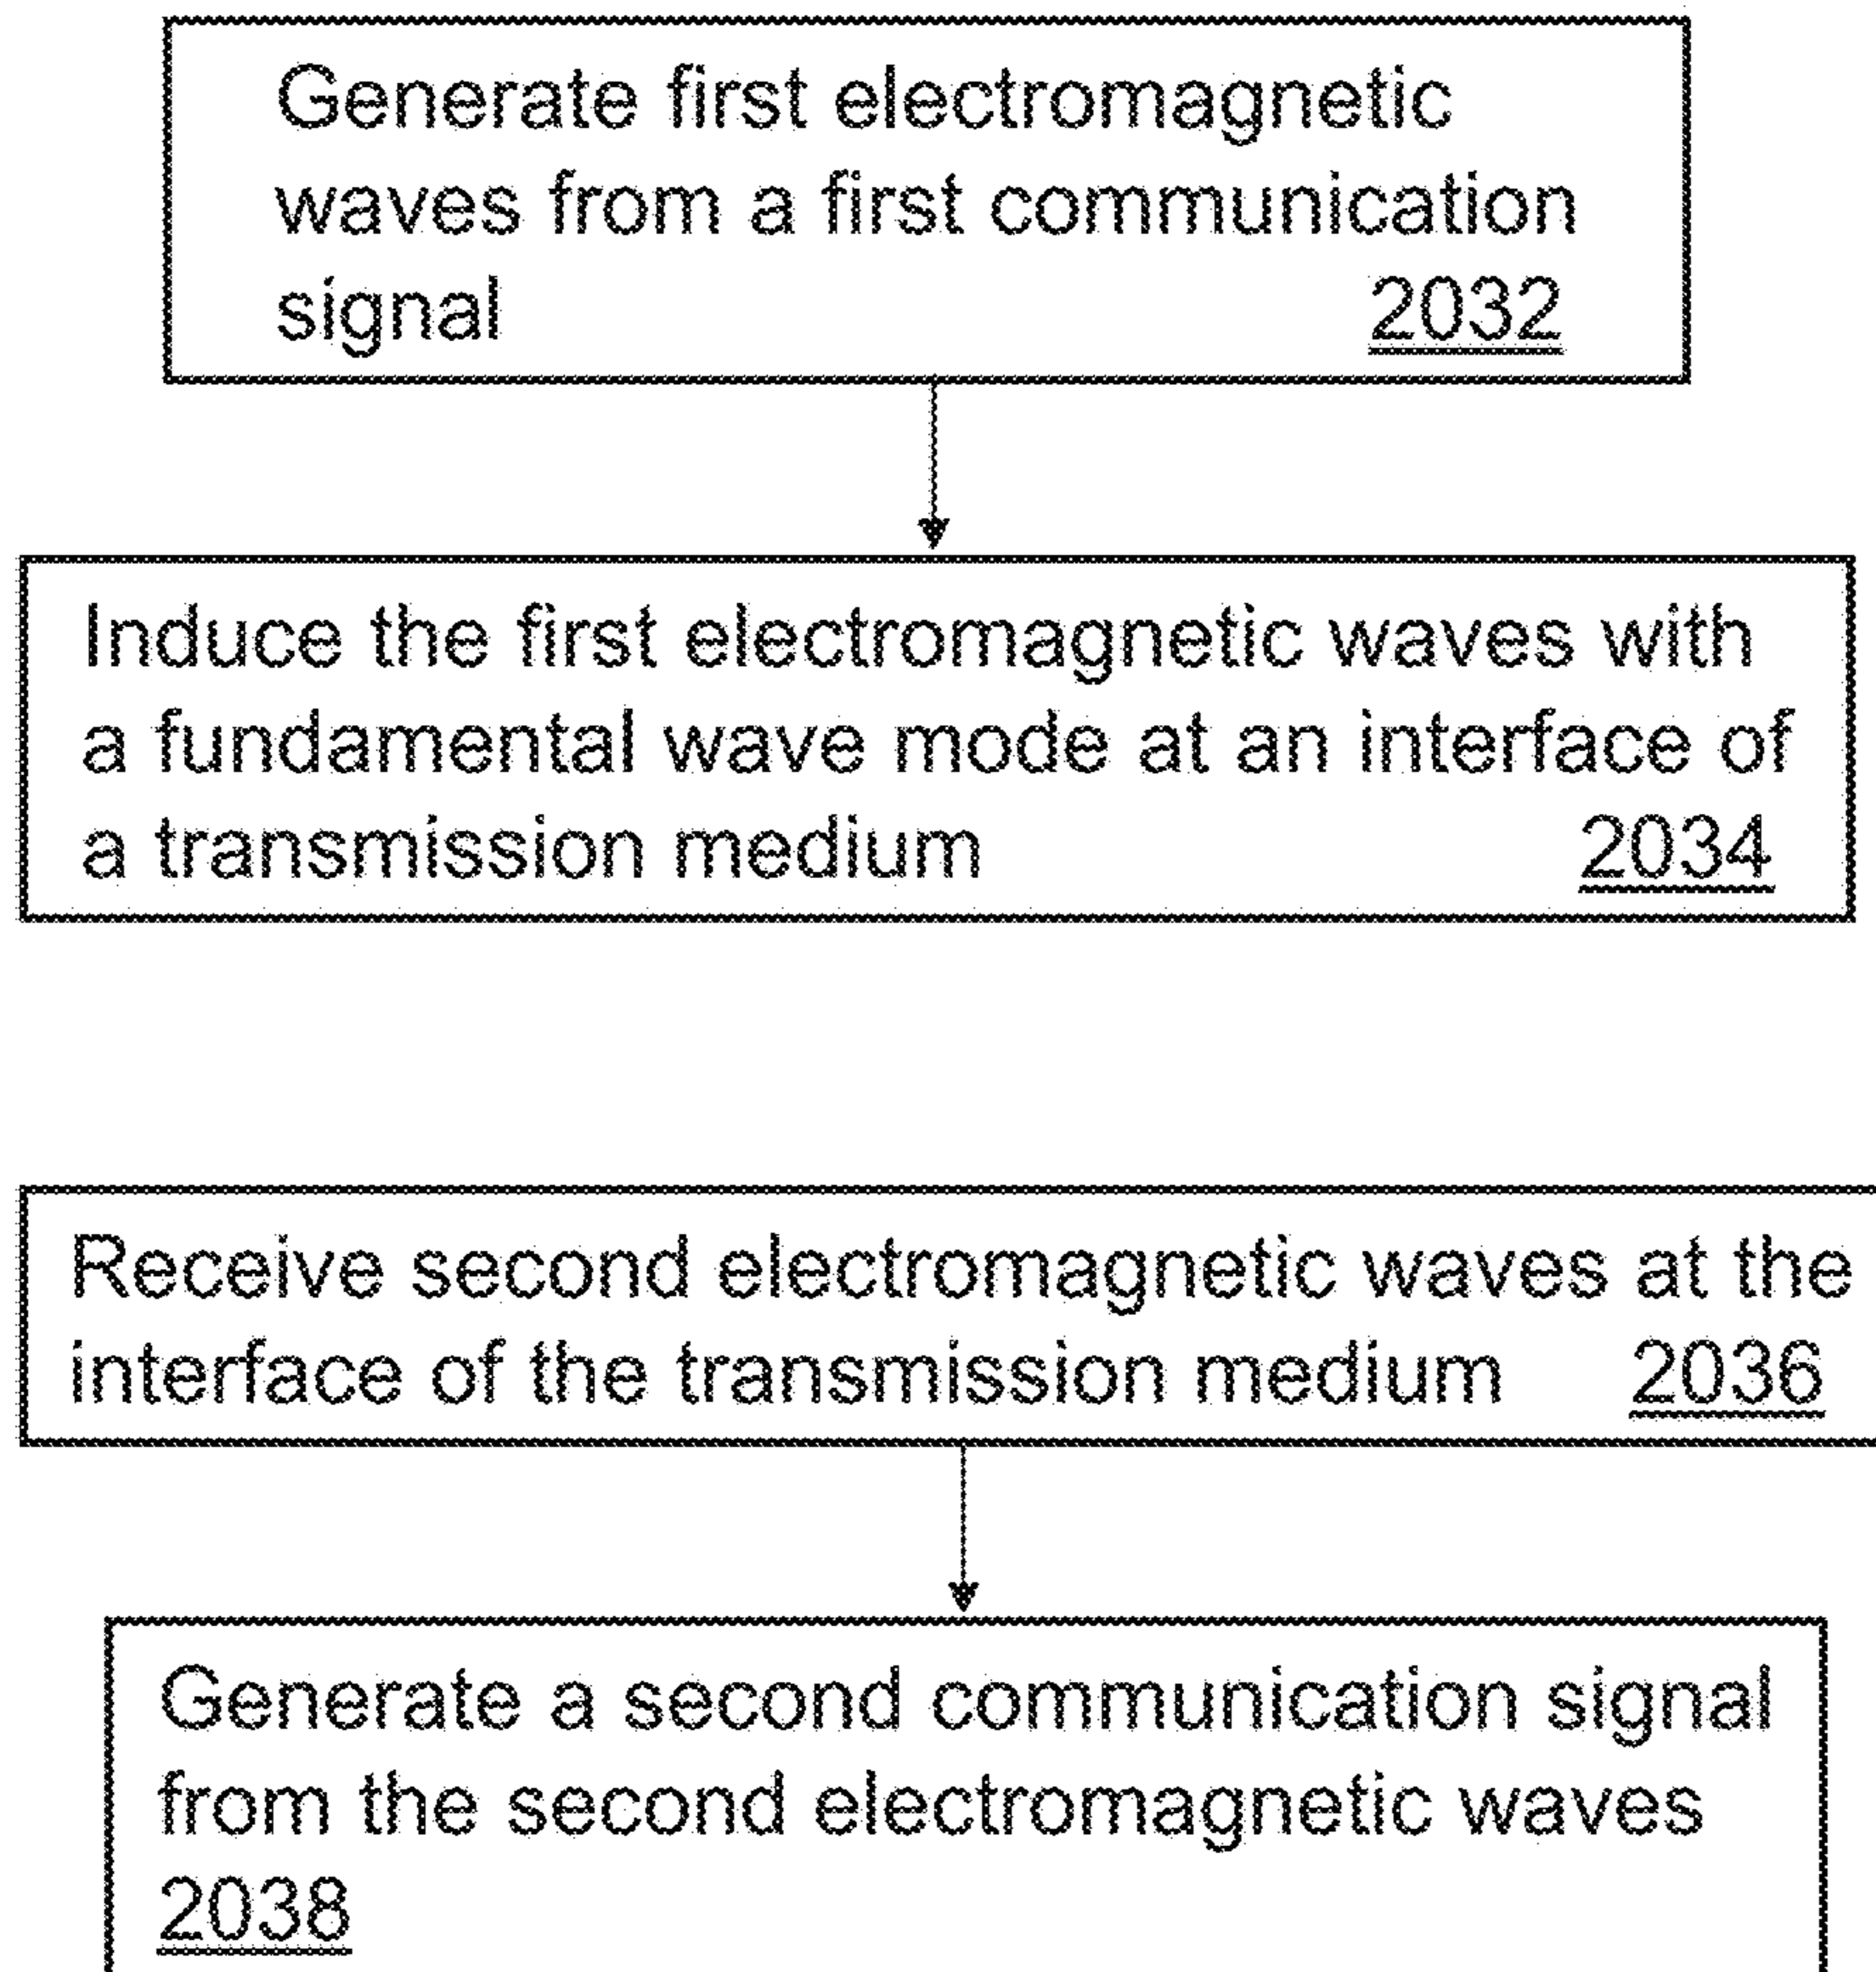 Generate first electromagnetic
waves from a first communication
signal 2032
Induce the first electromagnetic waves with
a fundamental wave mode at an interface of
a transmission medium 2034
Receive second electromagnetic waves at the
interface of the transmission medium 2036
Generate a second communication signal
from the second electromagnetic waves
2038